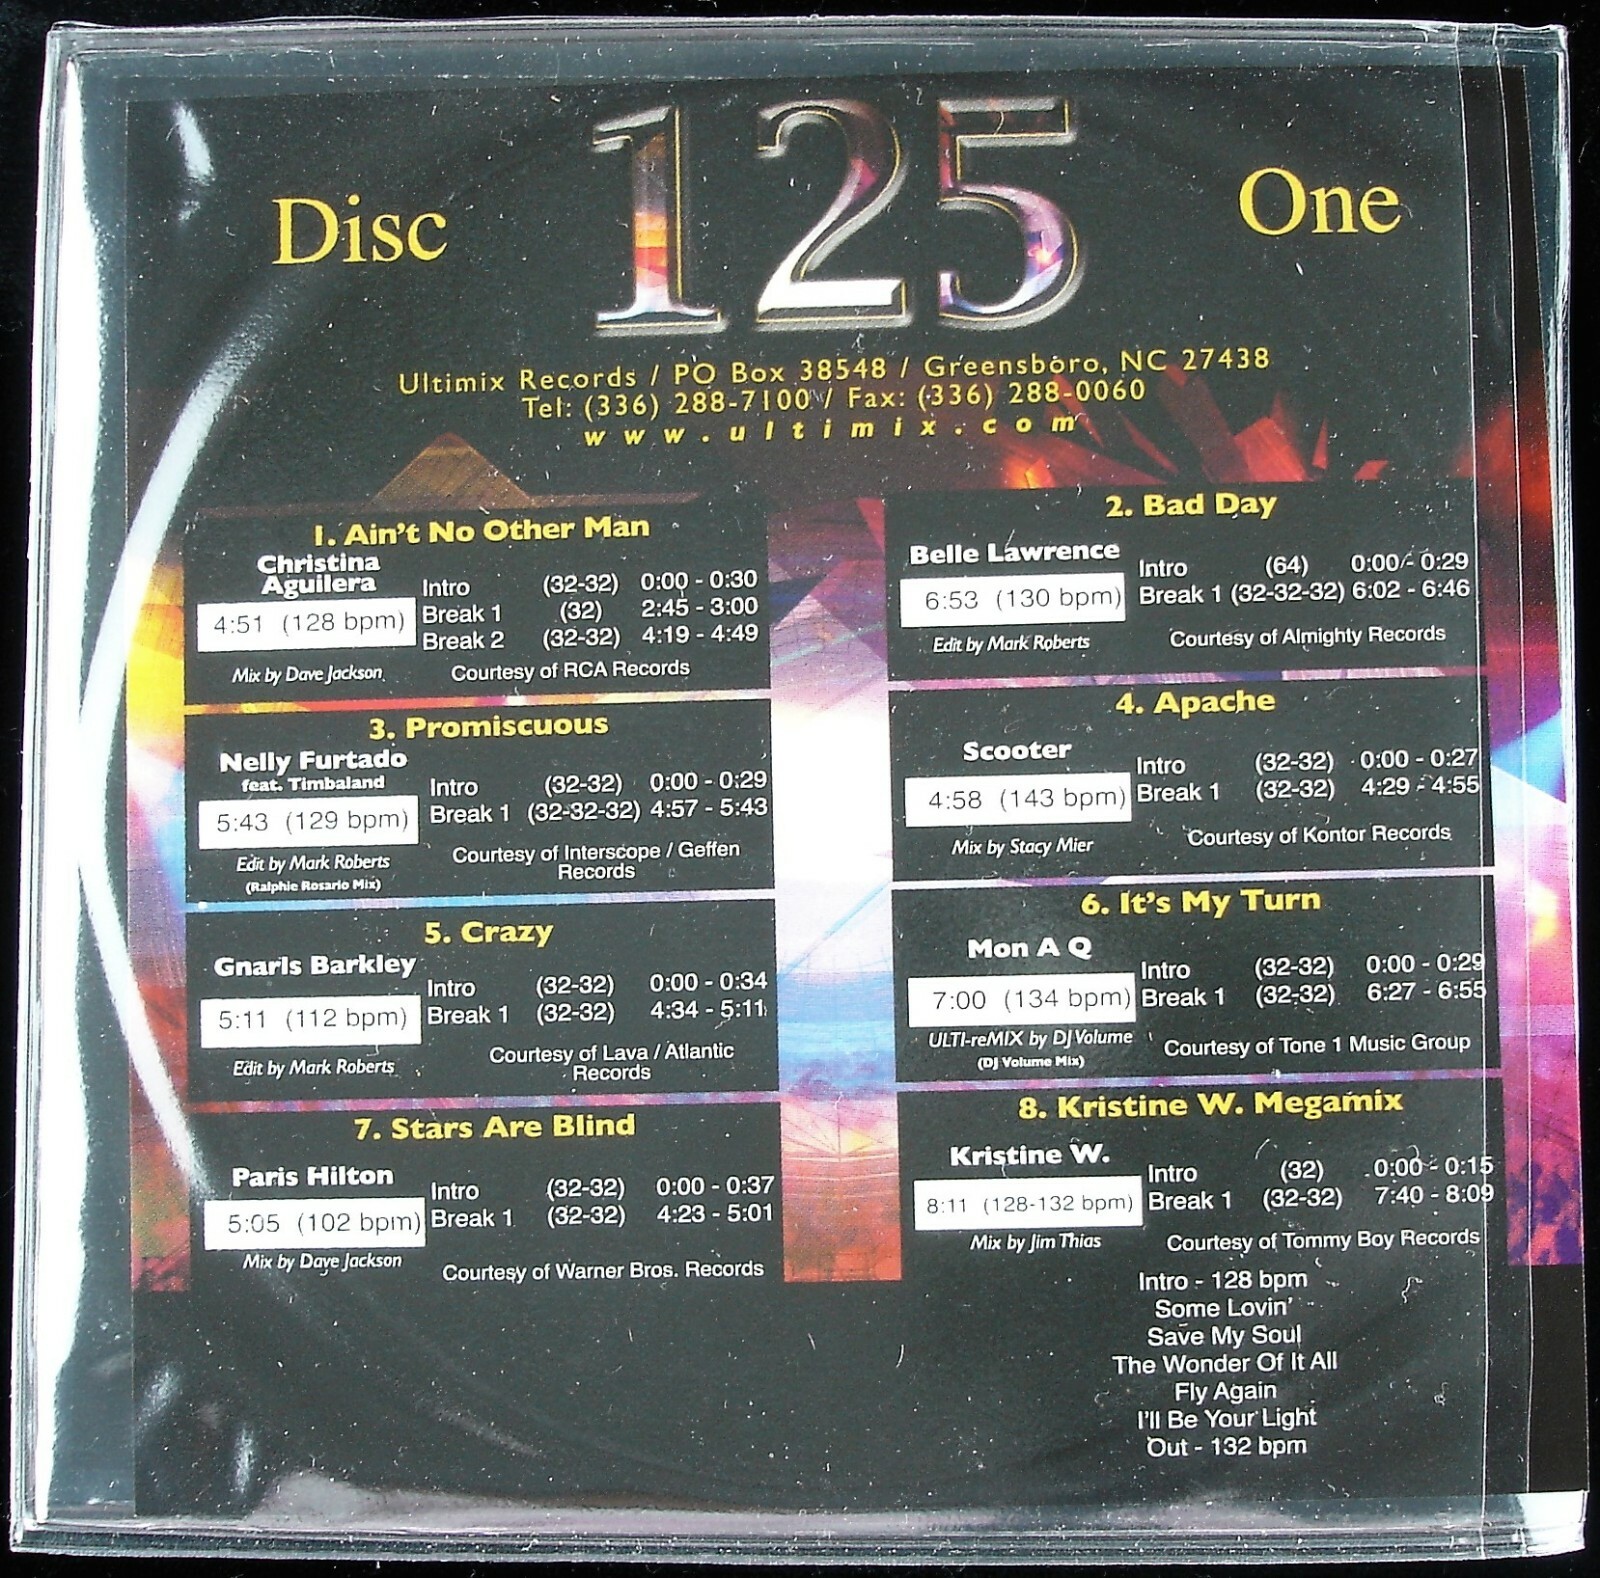 Disc 125 One
Ultimix Records / PO Box 38548 / Greensboro, NC 27438
Tel: (336) 288-7100 / Fax: (336) 288-0060
www.ultimix.com
1. Ain't No Other Man
Christina
Aguilera
4:51 (128 bpm)
Mix by Dave Jackson
Intro (32-32) 0:00 - 0:30
Break 1 (32) 2:45 - 3:00
Break 2 (32-32) 4:19 - 4:49
Courtesy of RCA Records
2. Bad Day
Belle Lawrence
6:53 (130 bpm)
Edit by Mark Roberts
Intro (64) 0:00 - 0:29
Break 1 (32-32-32) 6:02 - 6:46
Courtesy of Almighty Records
3. Promiscuous
Nelly Furtado
feat. Timbaland
5:43 (129 bpm)
Edit by Mark Roberts
(Ralphie Rosario Mix)
Intro (32-32) 0:00 - 0:29
Break 1 (32-32-32) 4:57 - 5:43
Courtesy of Interscope / Geffen
Records
4. Apache
Scooter
4:58 (143 bpm)
Mix by Stacy Mier
Intro (32-32) 0:00 - 0:27
Break 1 (32-32) 4:29 - 4:55
Courtesy of Kontor Records
5. Crazy
Gnarls Barkley
5:11 (112 bpm)
Edit by Mark Roberts
Intro (32-32) 0:00 - 0:34
Break 1 (32-32) 4:34 - 5:11
Courtesy of Lava / Atlantic
Records
6. It's My Turn
Mon A Q
7:00 (134 bpm)
ULTI-reMIX by DJ Volume
(DJ Volume Mix)
Intro (32-32) 0:00 - 0:29
Break 1 (32-32) 6:27 - 6:55
Courtesy of Tone 1 Music Group
7. Stars Are Blind
Paris Hilton
5:05 (102 bpm)
Mix by Dave Jackson
Intro (32-32) 0:00 - 0:37
Break 1 (32-32) 4:23 - 5:01
Courtesy of Warner Bros. Records
8. Kristine W. Megamix
Kristine W.
8:11 (128-132 bpm)
Mix by Jim Thias
Intro (32) 0:00 - 0:15
Break 1 (32-32) 7:40 - 8:09
Courtesy of Tommy Boy Records
Intro - 128 bpm
Some Lovin'
Save My Soul
The Wonder Of It All
Fly Again
I'll Be Your Light
Out - 132 bpm